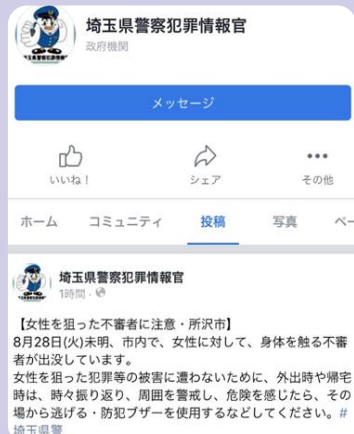 埼玉県警察犯罪情報官
政府機関
メッセージ
いいね！ シェア その他
ホーム コミュニティ 投稿 写真 ペー
埼玉県警察犯罪情報官
1時間 ·
【女性を狙った不審者に注意・所沢市】
8月28日(火)未明、市内で、女性に対して、身体を触る不審
者が出没しています。
女性を狙った犯罪等の被害に遭わないために、外出時や帰宅
時は、時々振り返り、周囲を警戒し、危険を感じたら、その
場から逃げる・防犯ブザーを使用するなどしてください。#
埼玉県警